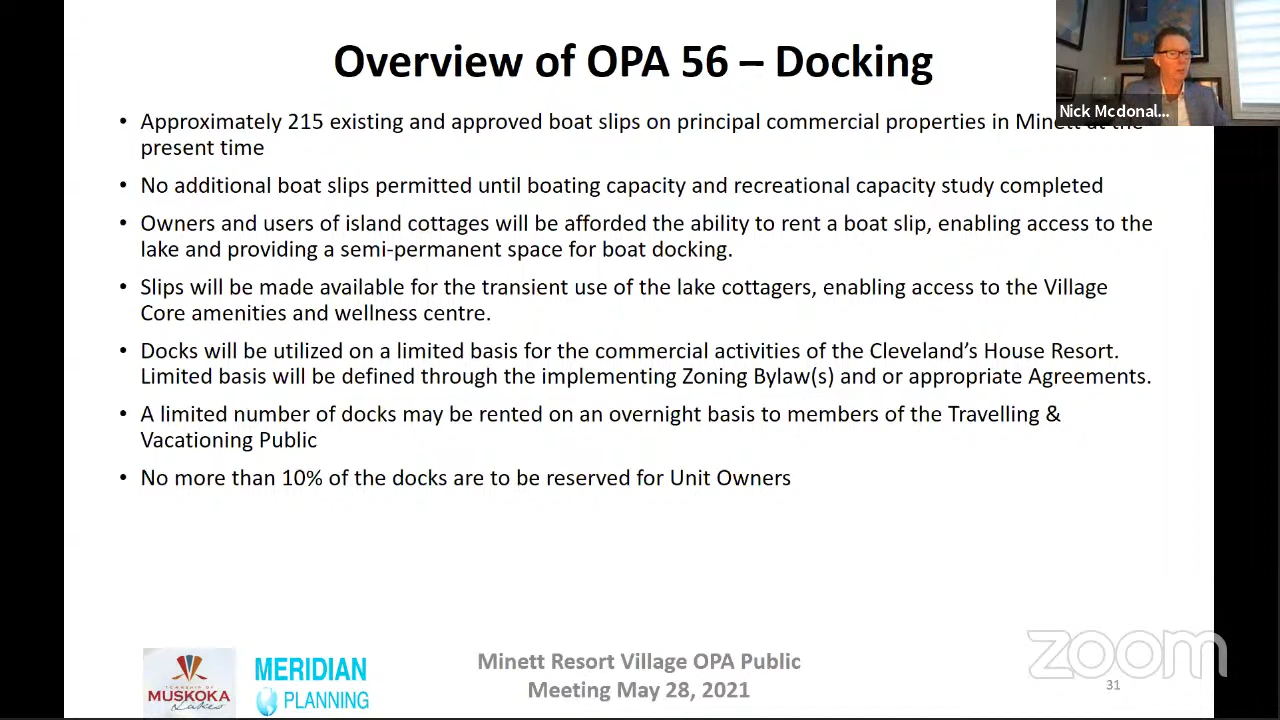 Overview of OPA 56 – Docking
Nick Mcdonal...
• Approximately 215 existing and approved boat slips on principal commercial properties in Minett at the
present time
• No additional boat slips permitted until boating capacity and recreational capacity study completed
• Owners and users of island cottages will be afforded the ability to rent a boat slip, enabling access to the
lake and providing a semi-permanent space for boat docking.
• Slips will be made available for the transient use of the lake cottagers, enabling access to the Village
Core amenities and wellness centre.
• Docks will be utilized on a limited basis for the commercial activities of the Cleveland's House Resort.
Limited basis will be defined through the implementing Zoning Bylaw(s) and or appropriate Agreements.
• A limited number of docks may be rented on an overnight basis to members of the Travelling &
Vacationing Public
• No more than 10% of the docks are to be reserved for Unit Owners
TOWNSHIP OF
MUSKOKA
Lakes
MERIDIAN
PLANNING
Minett Resort Village OPA Public
Meeting May 28, 2021
zoom
31